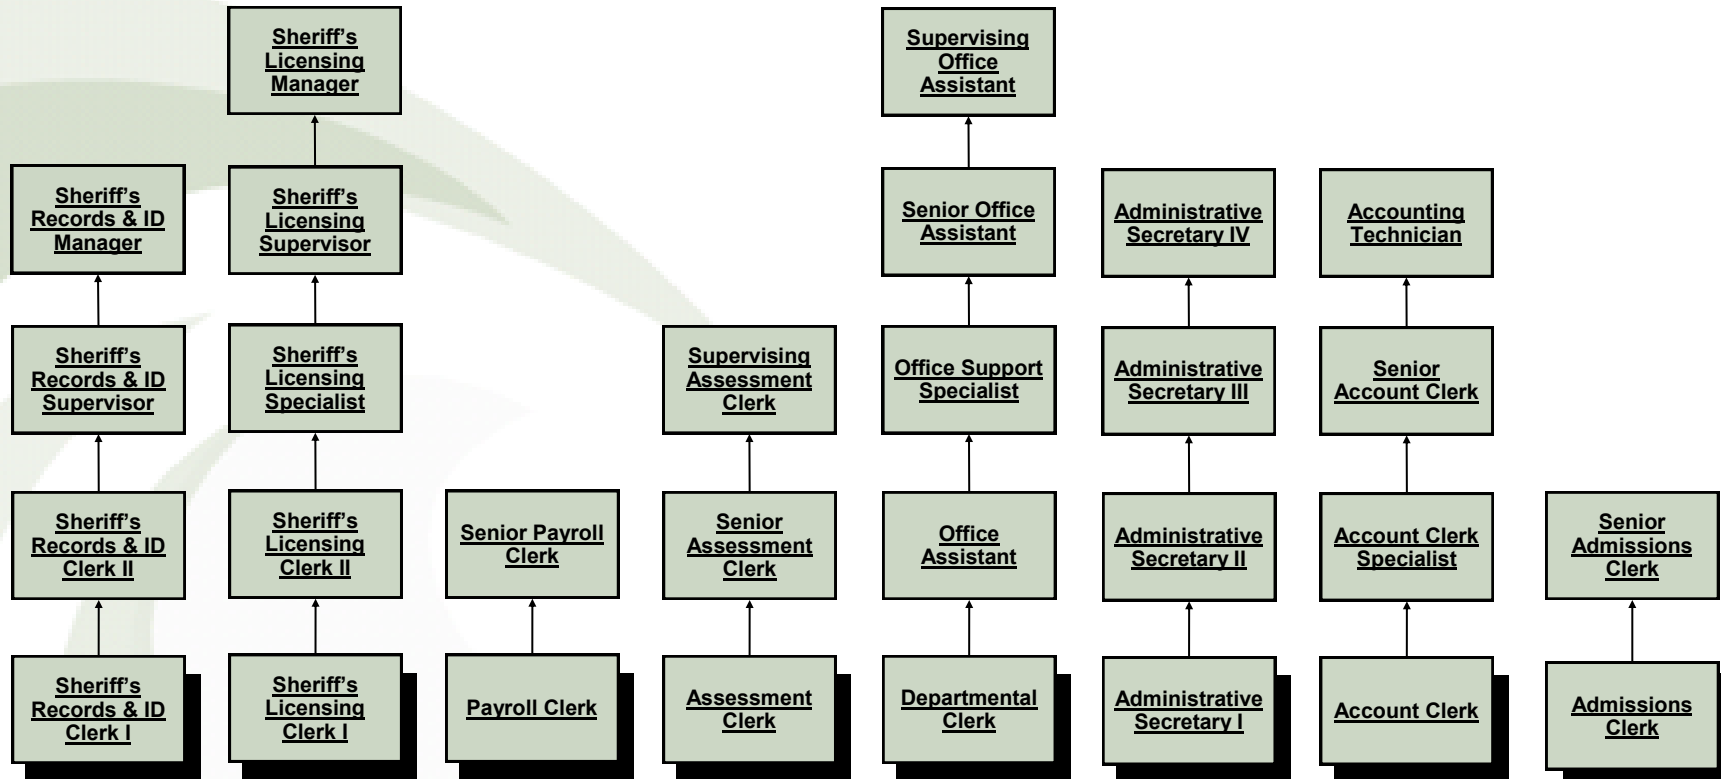 Sheriff’s
Licensing
Manager
Supervising
Office
Assistant
Sheriff’s
Records & ID
Manager
Sheriff’s
Licensing
Supervisor
Senior Office
Assistant
Administrative
Secretary IV
Accounting
Technician
Sheriff’s
Records & ID
Supervisor
Sheriff’s
Licensing
Specialist
Supervising
Assessment
Clerk
Office Support
Specialist
Administrative
Secretary III
Senior
Account Clerk
Sheriff’s
Records & ID
Clerk II
Sheriff’s
Licensing
Clerk II
Senior Payroll
Clerk
Senior
Assessment
Clerk
Office
Assistant
Administrative
Secretary II
Account Clerk
Specialist
Senior
Admissions
Clerk
Sheriff’s
Records & ID
Clerk I
Sheriff’s
Licensing
Clerk I
Payroll Clerk
Assessment
Clerk
Departmental
Clerk
Administrative
Secretary I
Account Clerk
Admissions
Clerk